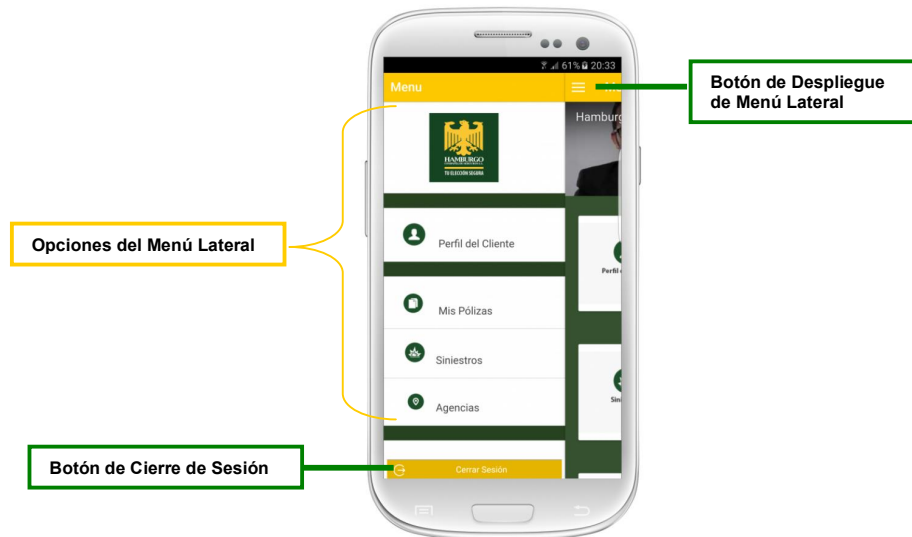 61% 20:33
Menu
Botón de Despliegue
de Menú Lateral
Hamburg
HAMBURGO
TU ELECCIÓN SEGURA
Opciones del Menú Lateral
Perfil del Cliente
Perfil
Mis Pólizas
Siniestros
Agencias
Botón de Cierre de Sesión
Cerrar Sesión